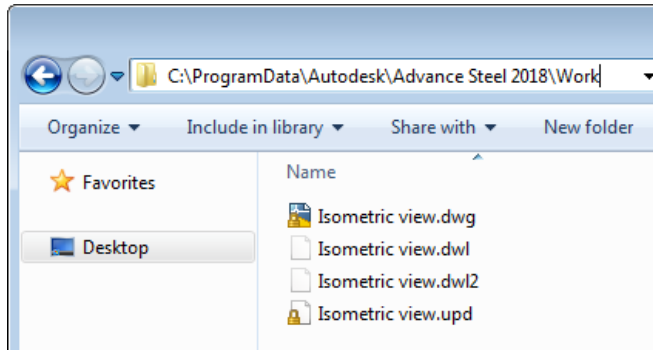 C:\ProgramData\Autodesk\Advance Steel 2018\Work
Organize Include in library Share with New folder
Favorites
Desktop
Name
Isometric view.dwg
Isometric view.dwl
Isometric view.dwl2
Isometric view.upd